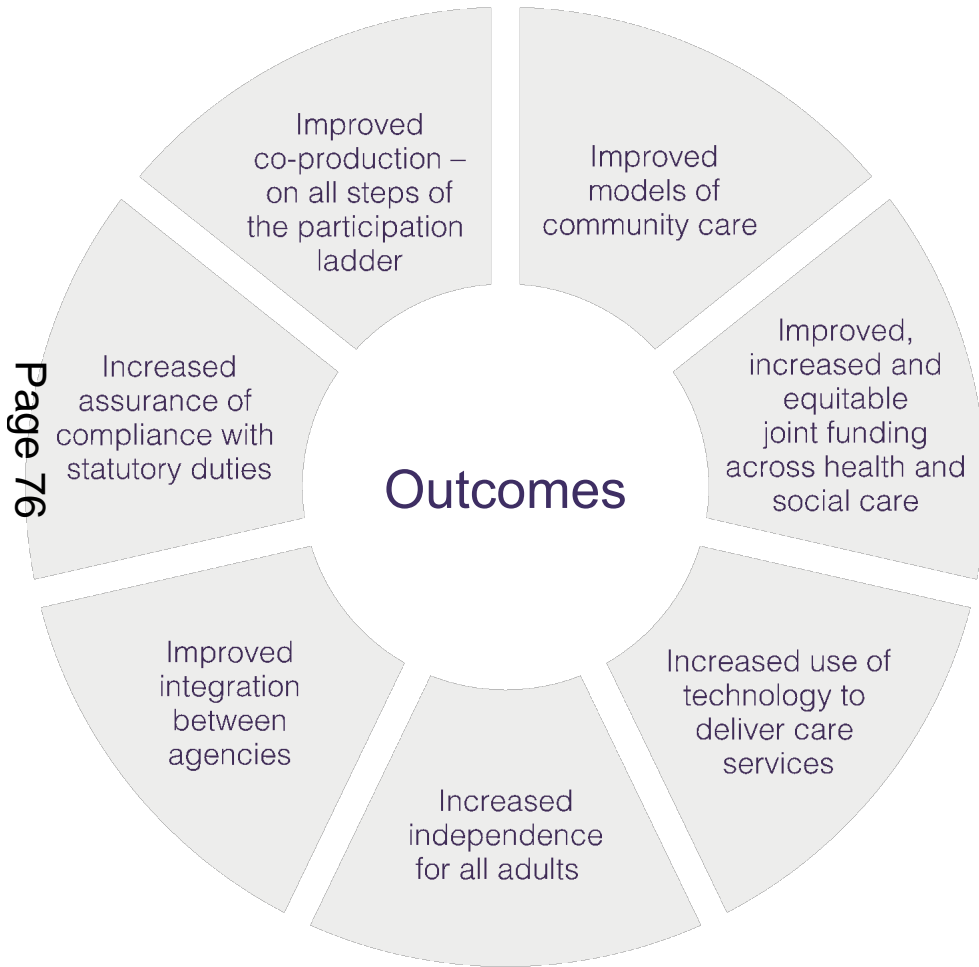 Improved
models of
community care
Improved,
increased and
equitable
joint funding
across health and
social care
Increased use of
technology to
deliver care
services
Increased
independence
for all adults
Improved
integration
between
agencies
Increased
assurance of
compliance with
statutory duties
Improved
co-production –
on all steps of
the participation
ladder
Outcomes
Page 76